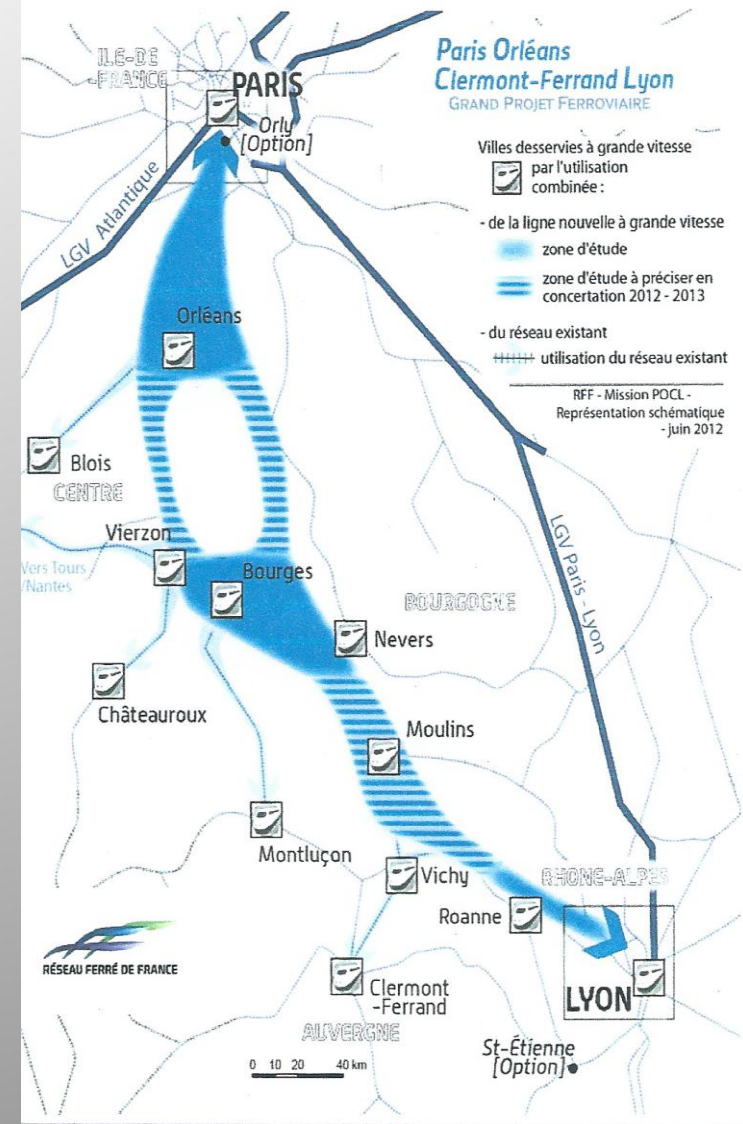 Paris Orléans
Clermont-Ferrand Lyon
GRAND PROJET FERROVIAIRE
Villes desservies à grande vitesse
par l'utilisation
combinée :
- de la ligne nouvelle à grande vitesse
zone d'étude
zone d'étude à préciser en
concertation 2012 - 2013
- du réseau existant
utilisation du réseau existant
RFF - Mission POCL -
Représentation schématique
- juin 2012
ILE-DE
-FRANCE
PARIS
Orly
[Option]
LGV Atlantique
Orléans
Blois
CENTRE
Vierzon
Vers Tours
/Nantes
Bourges
BOURGOGNE
Nevers
LGV Paris - Lyon
Châteauroux
Moulins
Montluçon
Vichy
RHONE-ALPES
Roanne
RÉSEAU FERRÉ DE FRANCE
Clermont
-Ferrand
LYON
AUVERGNE
St-Étienne
[Option]
0 10 20 40 km